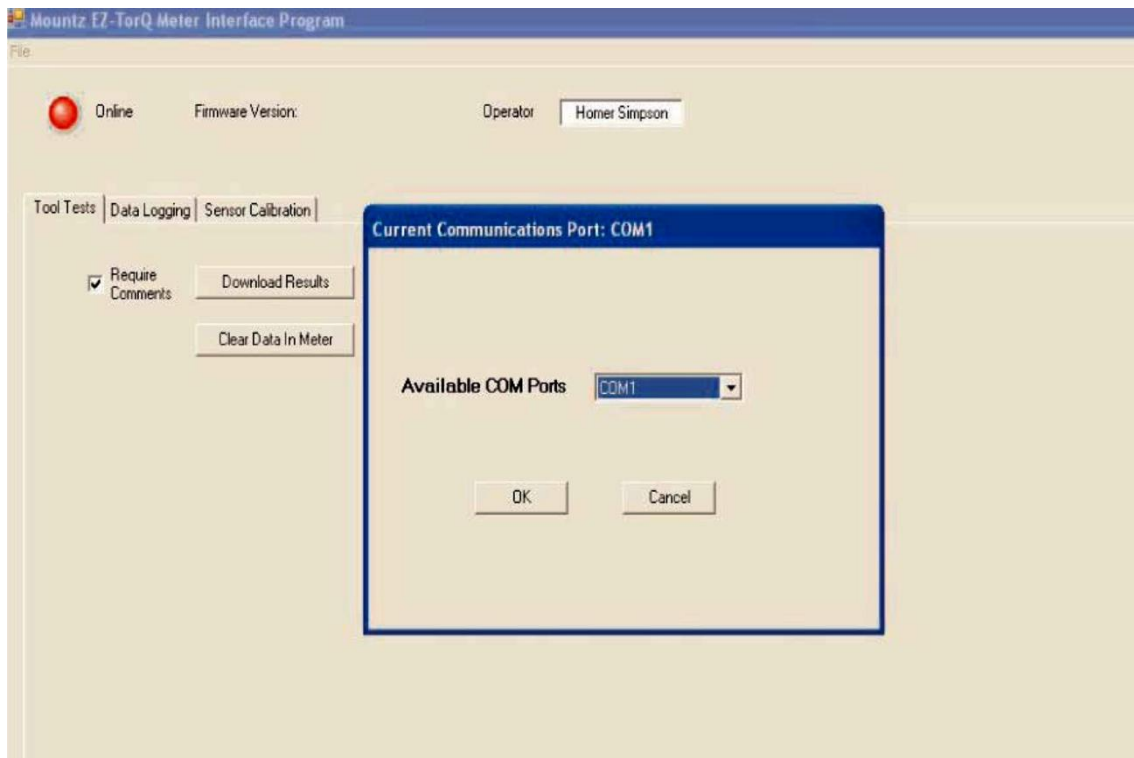 Mountz EZ-TorQ Meter Interface Program
File
Online Firmware Version: Operator Homer Simpson
Tool Tests Data Logging Sensor Calibration
Current Communications Port: COM1
Require Comments
Download Results
Clear Data In Meter
Available COM Ports COM1
OK Cancel